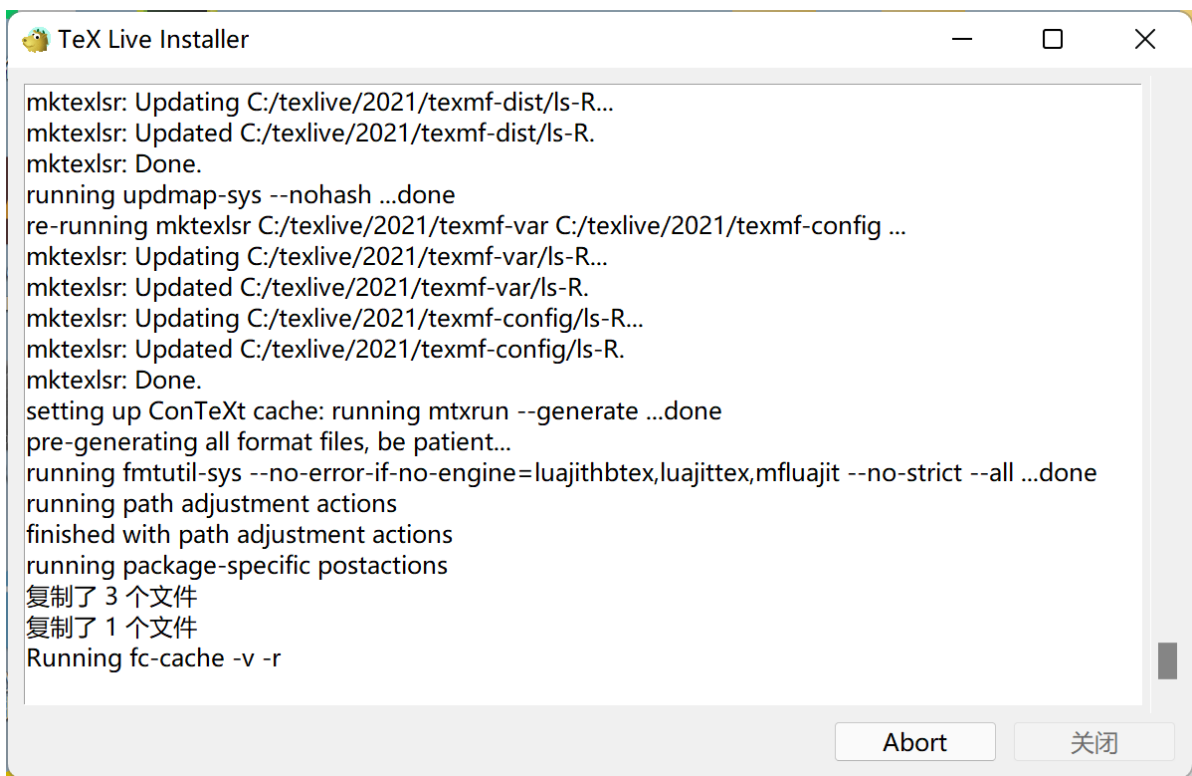 TeX Live Installer
mktexlsr: Updating C:/texlive/2021/texmf-dist/ls-R...
mktexlsr: Updated C:/texlive/2021/texmf-dist/ls-R.
mktexlsr: Done.
running updmap-sys --nohash ...done
re-running mktexlsr C:/texlive/2021/texmf-var C:/texlive/2021/texmf-config ...
mktexlsr: Updating C:/texlive/2021/texmf-var/ls-R...
mktexlsr: Updated C:/texlive/2021/texmf-var/ls-R.
mktexlsr: Updating C:/texlive/2021/texmf-config/ls-R...
mktexlsr: Updated C:/texlive/2021/texmf-config/ls-R.
mktexlsr: Done.
setting up ConTeXt cache: running mtxrun --generate ...done
pre-generating all format files, be patient...
running fmtutil-sys --no-error-if-no-engine=luajithbtex,luajittex,mfluajit --no-strict --all ...done
running path adjustment actions
finished with path adjustment actions
running package-specific postactions
复制了 3 个文件
复制了 1 个文件
Running fc-cache -v -r
Abort
关闭